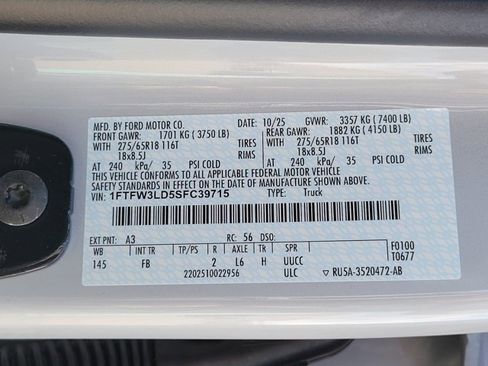 MFD. BY FORD MOTOR CO. 10/25 GVWR: 3357 KG ( 7400 LB)
FRONT GAWR: 1701 KG ( 3750 LB) REAR GAWR: 1882 KG ( 4150 LB)
275/65R18 116T TIRES 275/65R18 116T TIRES
18x8.5J RIMS 18x8.5J RIMS
AT 240 kPa/ 35 PSI COLD AT 240 kPa/ 35 PSI COLD
THIS VEHICLE CONFORMS TO ALL APPLICABLE FEDERAL MOTOR VEHICLE
SAFETY STANDARDS IN EFFECT ON THE DATE OF MANUFACTURE SHOWN ABOVE.
VIN: 1FTFW3LD5SFC39715 TYPE: Truck
EXT PNT: A3 RC: 56 DSO: F0100
WB INT TR TP/PS R AXLE TR SPR T0677
145 FB 2 L6 H UUCC
2202510022956 ULC RU5A-3520472-AB